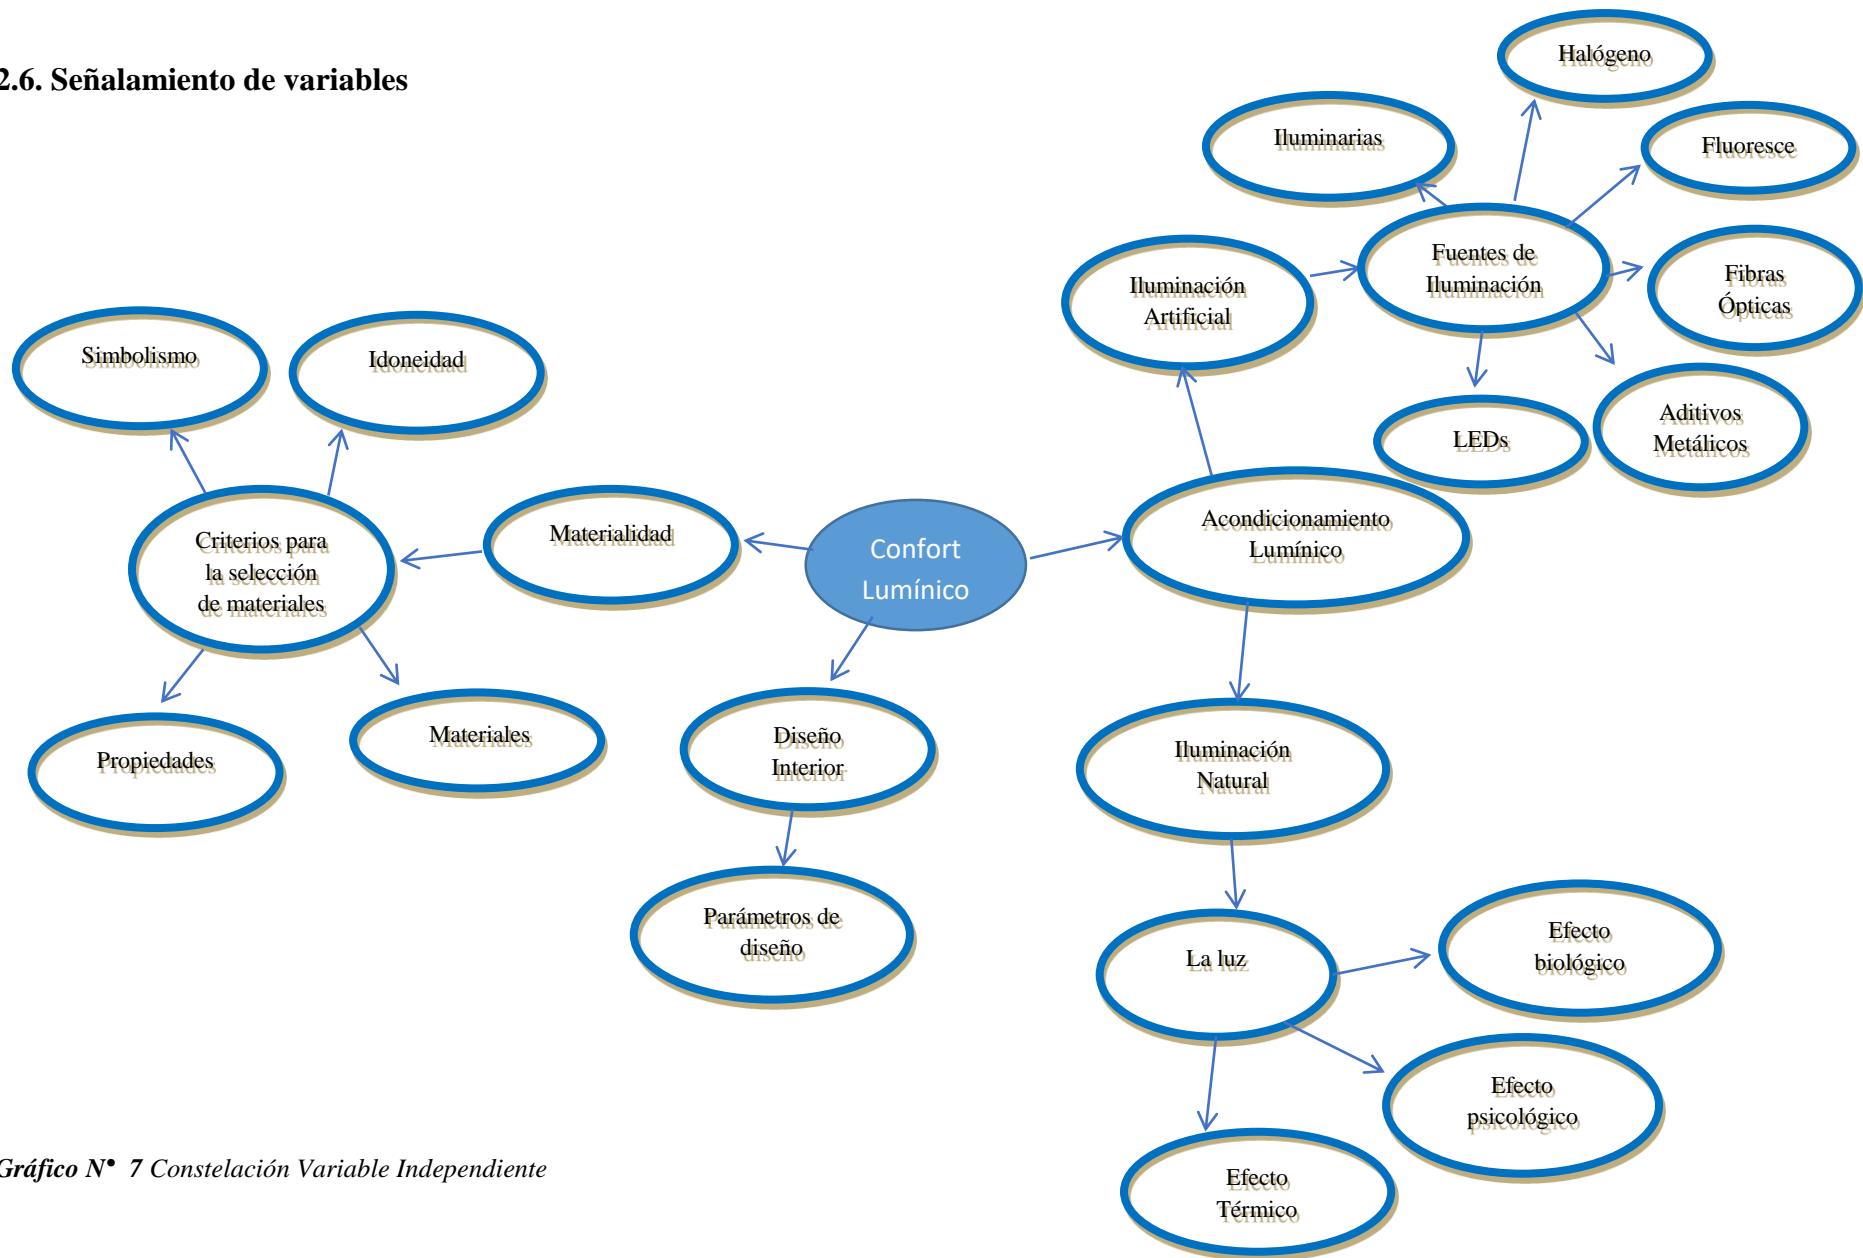 2.6. Señalamiento de variables
Halógeno
Iluminarias
Fluoresce
Fuentes de
Iluminación
Iluminación
Artificial
Fibras
Ópticas
Simbolismo
Idoneidad
Aditivos
Metálicos
LEDs
Criterios para
la selección
de materiales
Materialidad
Confort
Lumínico
Acondicionamiento
Lumínico
Propiedades
Materiales
Diseño
Interior
Iluminación
Natural
Parámetros de
diseño
La luz
Efecto
biológico
Efecto
psicológico
Efecto
Térmico
Gráfico N° 7 Constelación Variable Independiente